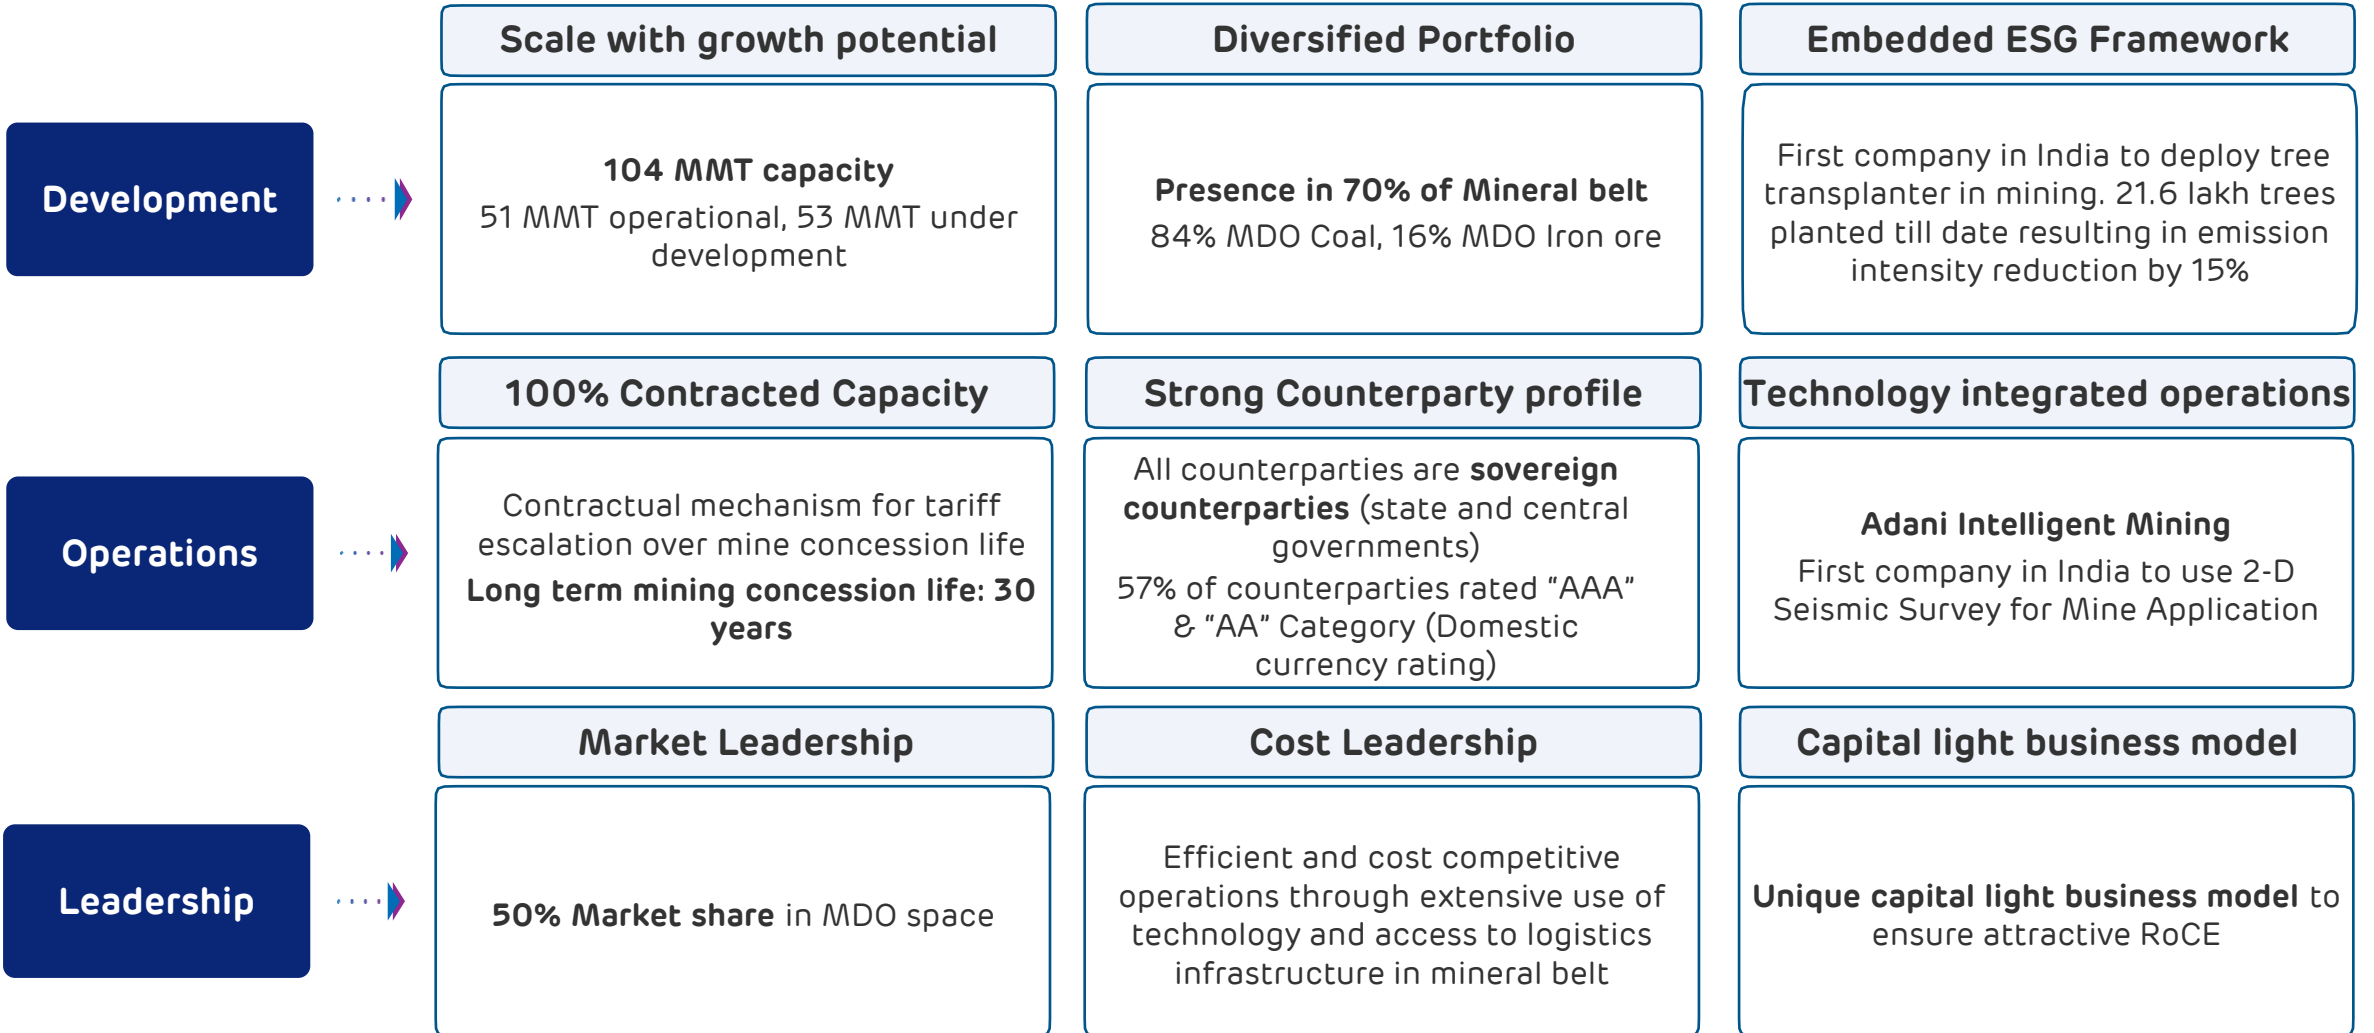 Scale with growth potential
Diversified Portfolio
Embedded ESG Framework
Development
104 MMT capacity
51 MMT operational, 53 MMT under
development
Presence in 70% of Mineral belt
84% MDO Coal, 16% MDO Iron ore
First company in India to deploy tree
transplanter in mining. 21.6 lakh trees
planted till date resulting in emission
intensity reduction by 15%
100% Contracted Capacity
Strong Counterparty profile
Technology integrated operations
Operations
Contractual mechanism for tariff
escalation over mine concession life
Long term mining concession life: 30
years
All counterparties are sovereign
counterparties (state and central
governments)
57% of counterparties rated “AAA”
& “AA” Category (Domestic
currency rating)
Adani Intelligent Mining
First company in India to use 2-D
Seismic Survey for Mine Application
Market Leadership
Cost Leadership
Capital light business model
Leadership
50% Market share in MDO space
Efficient and cost competitive
operations through extensive use of
technology and access to logistics
infrastructure in mineral belt
Unique capital light business model to
ensure attractive RoCE